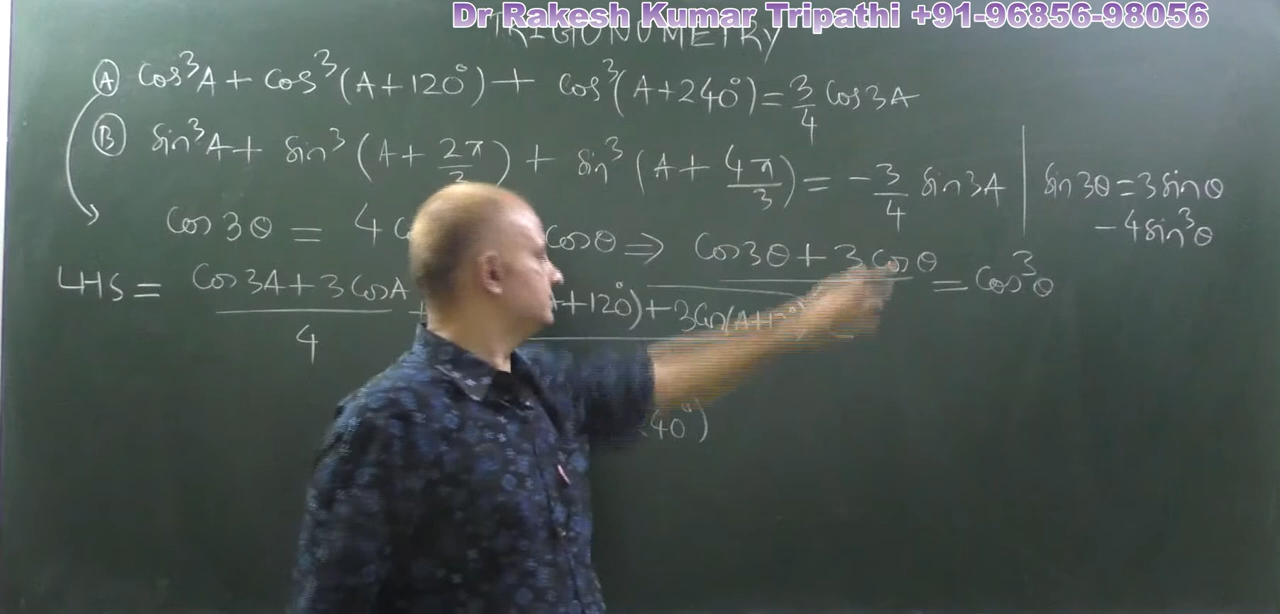 Dr Rakesh Kumar Tripathi +91-96856-98056
TRIGONOMETRY
(A) cos³A + cos³(A+120°) + cos³(A+240°) = 3/4 cos3A
(B) sin³A + sin³(A + 2π/3) + sin³(A + 4π/3) = -3/4 sin3A
sin3θ = 3sinθ
-4sin³θ
cos3θ = 4c cosθ ⇒ cos3θ + 3cosθ = cos³θ
LHS = cos3A + 3cosA / 4 + A+120°) + 3cos(A+120°)
40°)